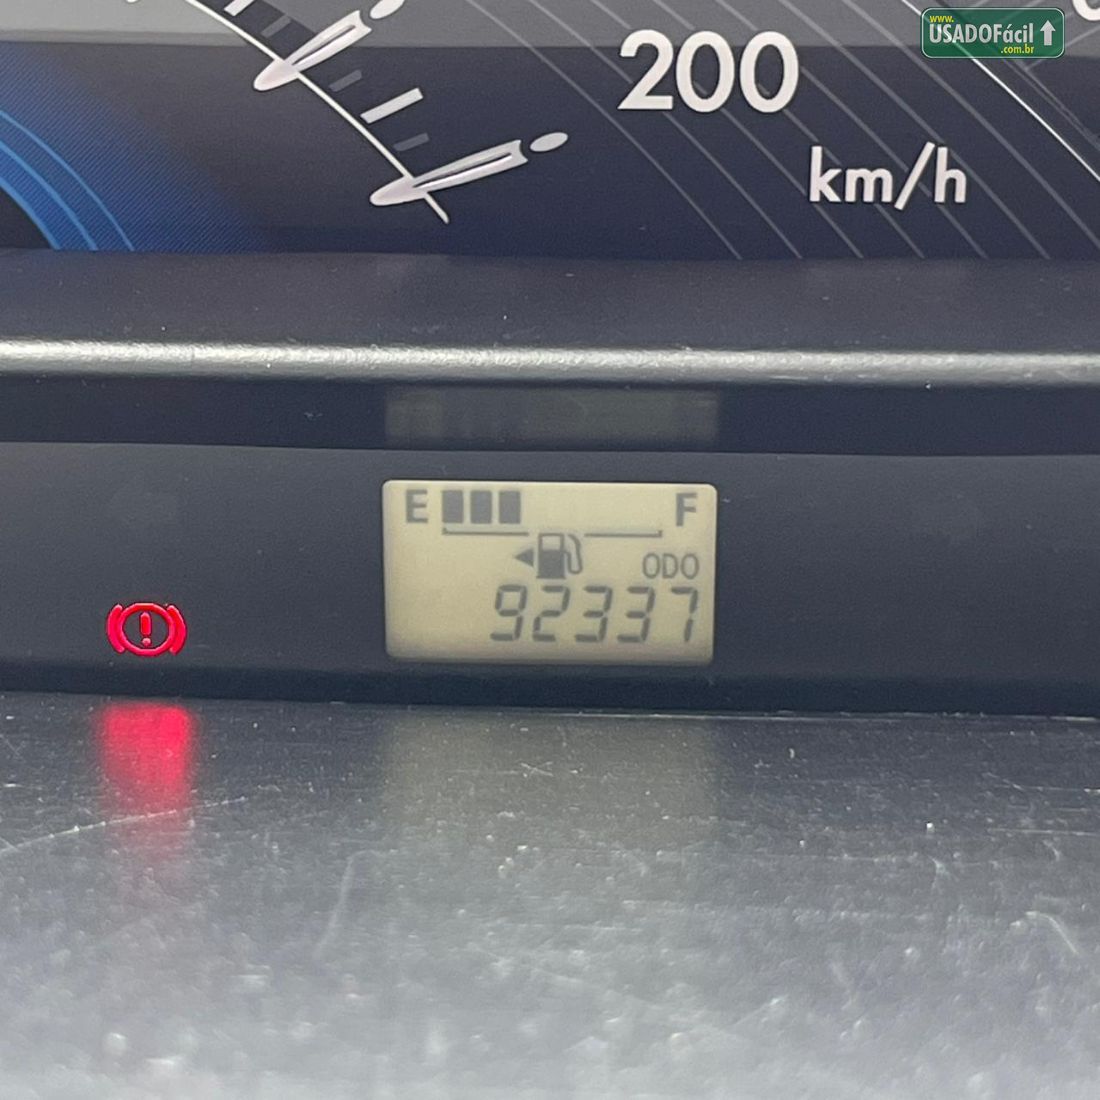 www.
USADOFácil
.com.br
200
km/h
E F
ODO
92337